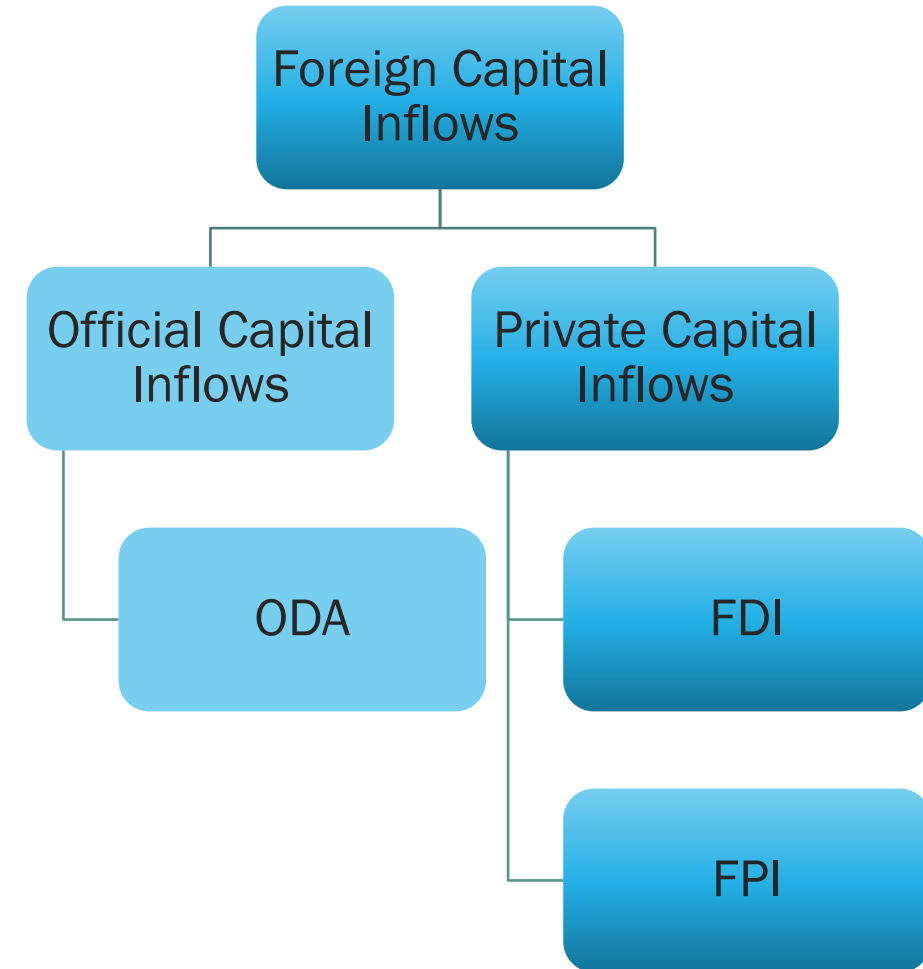 Foreign Capital
Inflows
Official Capital
Inflows
Private Capital
Inflows
ODA
FDI
FPI